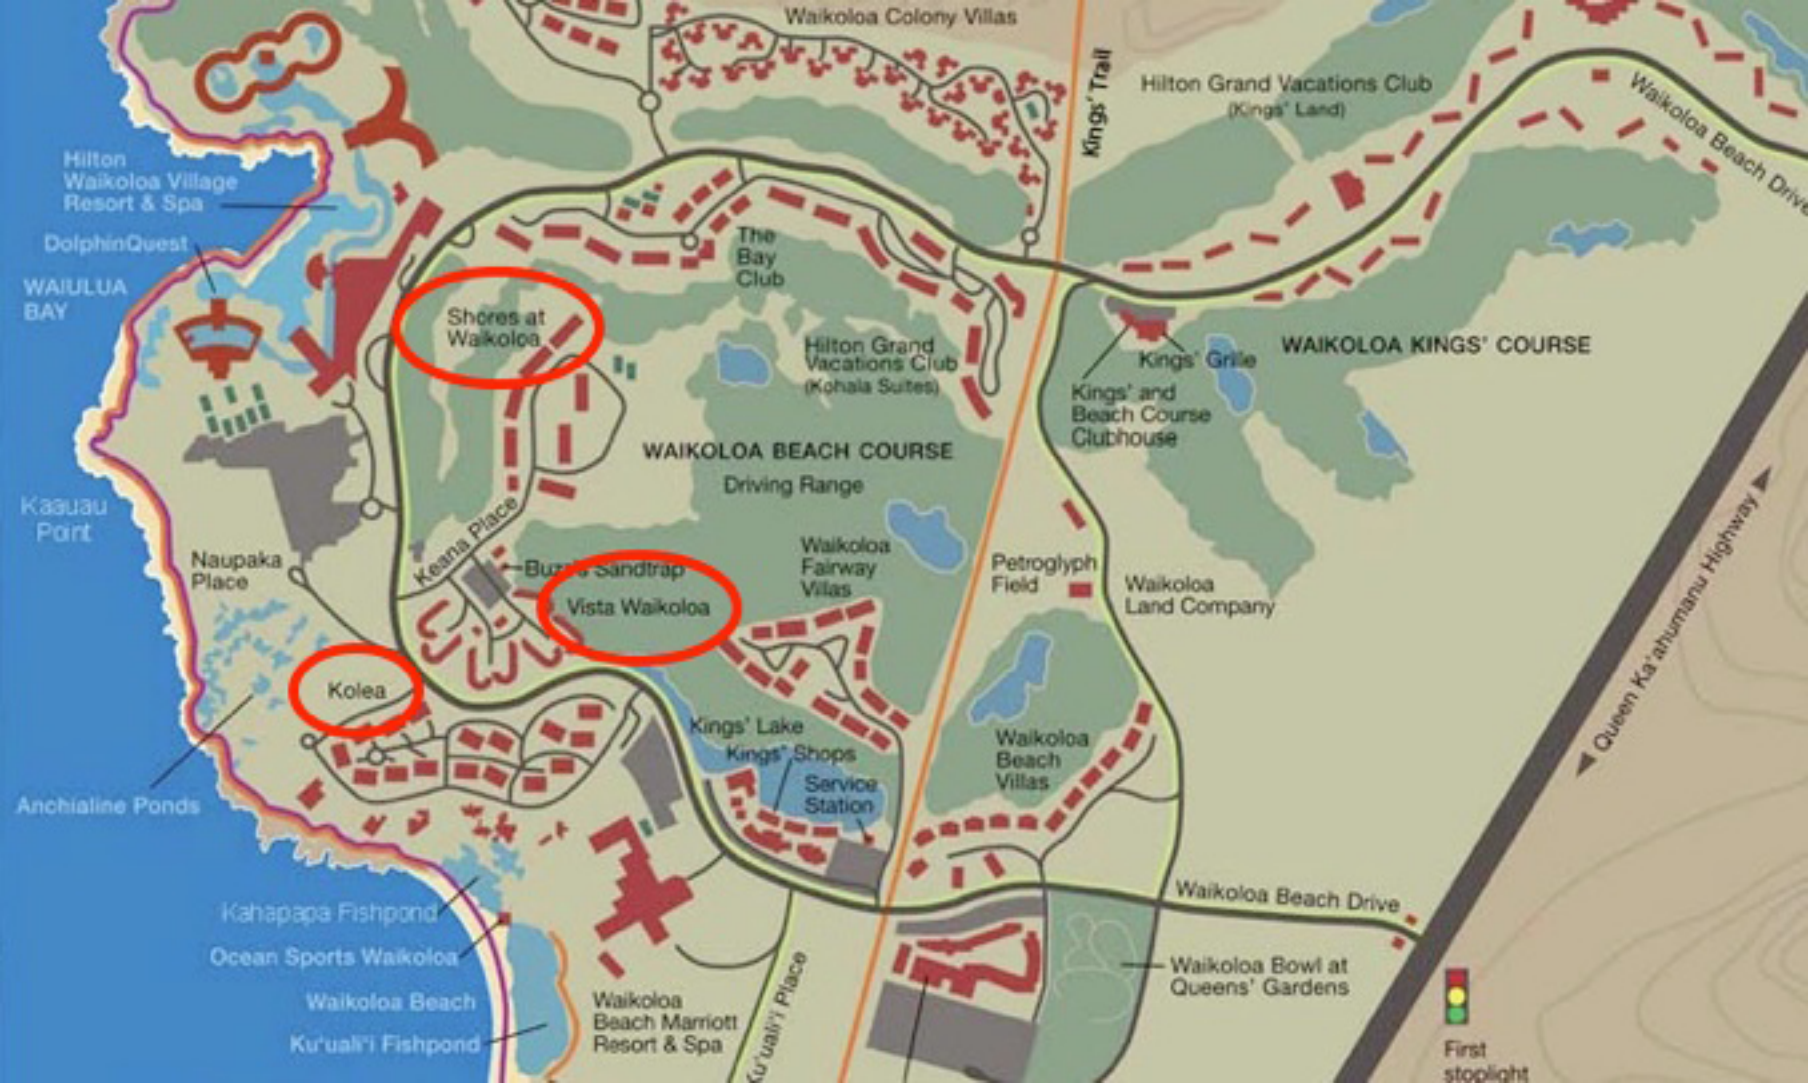 Waikoloa Colony Villas
Kings' Trail
Hilton Grand Vacations Club
(Kings' Land)
Waikoloa Beach Drive
Hilton
Waikoloa Village
Resort & Spa
DolphinQuest
WAIULUA
BAY
The
Bay
Club
Shores at
Waikoloa
Hilton Grand
Vacations Club
(Kohala Suites)
Kings' Grille
WAIKOLOA KINGS' COURSE
Kings' and
Beach Course
Clubhouse
WAIKOLOA BEACH COURSE
Driving Range
Kaauau
Point
Keana Place
Naupaka
Place
Sandtrap
Vista Waikoloa
Waikoloa
Fairway
Villas
Petroglyph
Field
Waikoloa
Land Company
Queen Ka'ahumanu Highway
Kolea
Kings' Lake
Kings' Shops
Service
Station
Waikoloa
Beach
Villas
Anchialine Ponds
Waikoloa Beach Drive
Kahapapa Fishpond
Ocean Sports Waikoloa
Waikoloa Beach
Ku'uali'i Fishpond
Waikoloa
Beach Marriott
Resort & Spa
Ku'uali'i Place
Waikoloa Bowl at
Queens' Gardens
First
stoplight